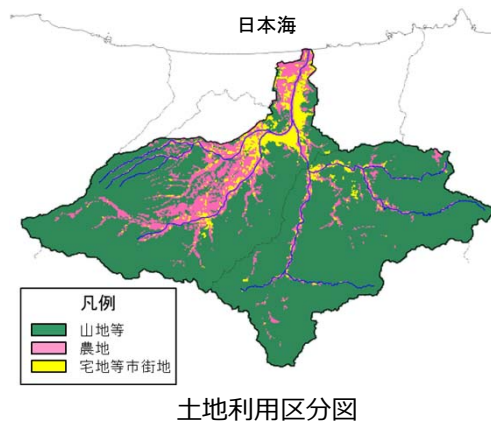 日本海
凡例
山地等
農地
宅地等市街地
土地利用区分図